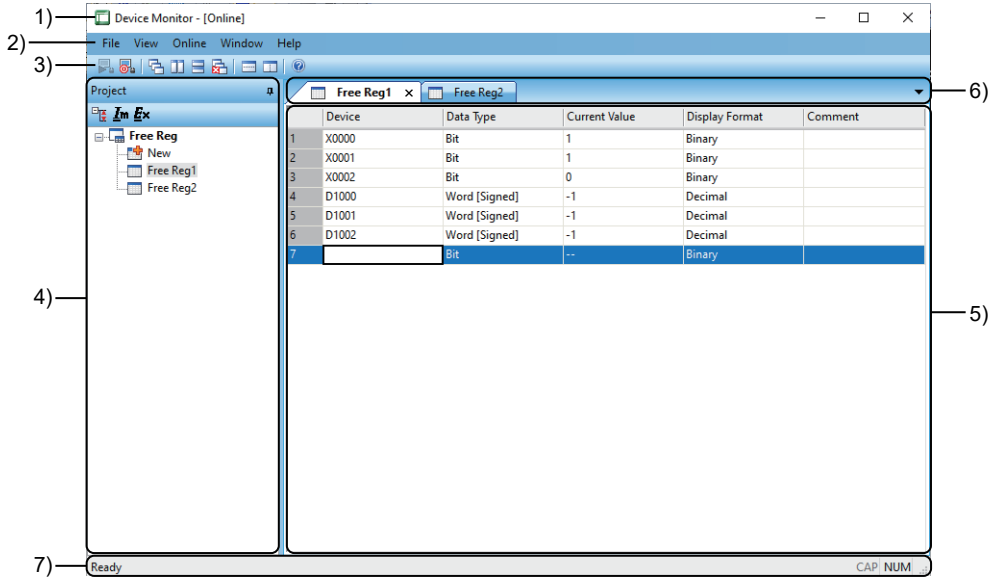 1) Device Monitor - [Online]
2) File View Online Window Help
3)
Project
Im Ex
Free Reg
New
Free Reg1
Free Reg2
4)
Free Reg1 Free Reg2
6)
Device Data Type Current Value Display Format Comment
1 X0000 Bit 1 Binary
2 X0001 Bit 1 Binary
3 X0002 Bit 0 Binary
4 D1000 Word [Signed] -1 Decimal
5 D1001 Word [Signed] -1 Decimal
6 D1002 Word [Signed] -1 Decimal
7 Bit -- Binary
5)
7) Ready CAP NUM